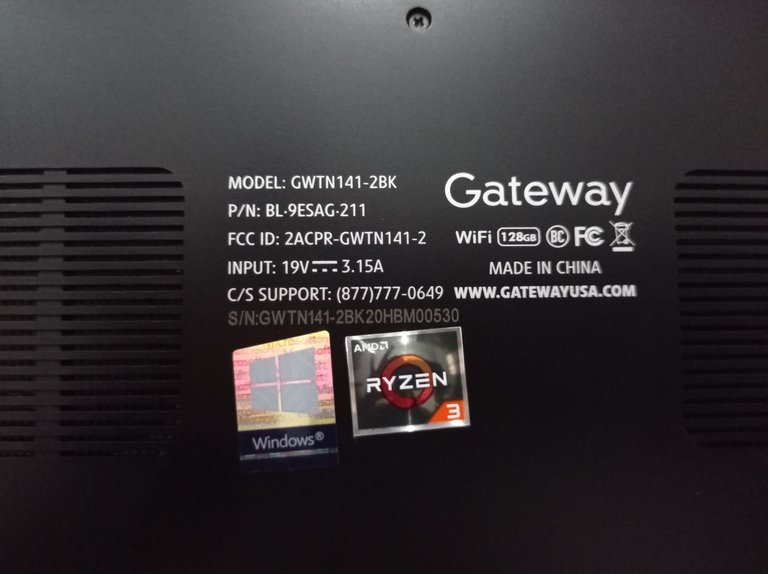 MODEL: GWTN141-2BK
P/N: BL·9ESAG·211
FCC ID: 2ACPR-GWTN141-2
INPUT: 19V⎓3.15A
C/S SUPPORT: (877)777-0649
S/N:GWTN141-2BK20HBM00530
Gateway
WiFi 128GB BC FC
MADE IN CHINA
WWW.GATEWAYUSA.COM
Windows®
AMD
RYZEN
3